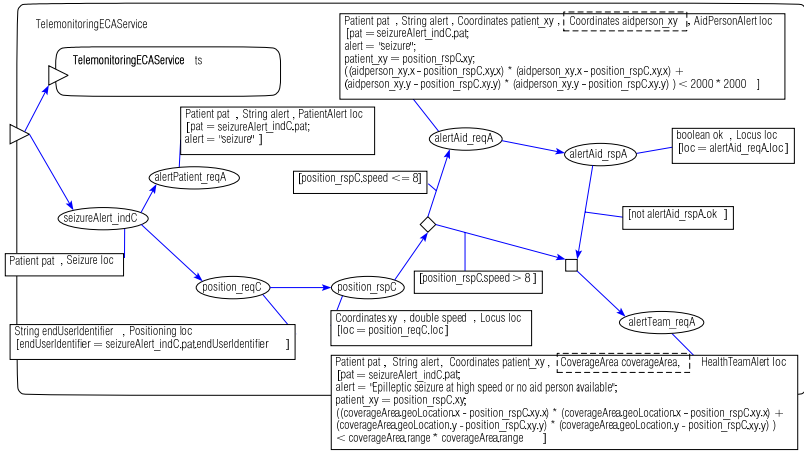 TelemonitoringECAService
TelemonitoringECAService ts
Patient pat , String alert , Coordinates patient_xy , Coordinates aidperson_xy , AidPersonAlert loc
[pat = seizureAlert_indC.pat;
alert = "seizure";
patient_xy = position_rspC.xy;
((aidperson_xy.x - position_rspC.xy.x) * (aidperson_xy.x - position_rspC.xy.x) +
(aidperson_xy.y - position_rspC.xy.y) * (aidperson_xy.y - position_rspC.xy.y) ) < 2000 * 2000 ]
Patient pat , String alert , PatientAlert loc
[pat = seizureAlert_indC.pat;
alert = "seizure" ]
alertAid_reqA
alertAid_rspA
boolean ok , Locus loc
[loc = alertAid_reqA.loc]
alertPatient_reqA
[position_rspC.speed <= 8]
seizureAlert_indC
[not alertAid_rspA.ok ]
Patient pat , Seizure loc
position_reqC
position_rspC
[position_rspC.speed > 8 ]
String endUserIdentifier , Positioning loc
[endUserIdentifier = seizureAlert_indC.pat.endUserIdentifier ]
Coordinates xy , double speed , Locus loc
[loc = position_reqC.loc]
alertTeam_reqA
Patient pat , String alert , Coordinates patient_xy , CoverageArea coverageArea, HealthTeamAlert loc
[pat = seizureAlert_indC.pat;
alert = "Epilleptic seizure at high speed or no aid person available";
patient_xy = position_rspC.xy;
((coverageArea.geoLocation.x - position_rspC.xy.x) * (coverageArea.geoLocation.x - position_rspC.xy.x) +
(coverageArea.geoLocation.y - position_rspC.xy.y) * (coverageArea.geoLocation.y - position_rspC.xy.y) )
< coverageArea.range * coverageArea.range ]